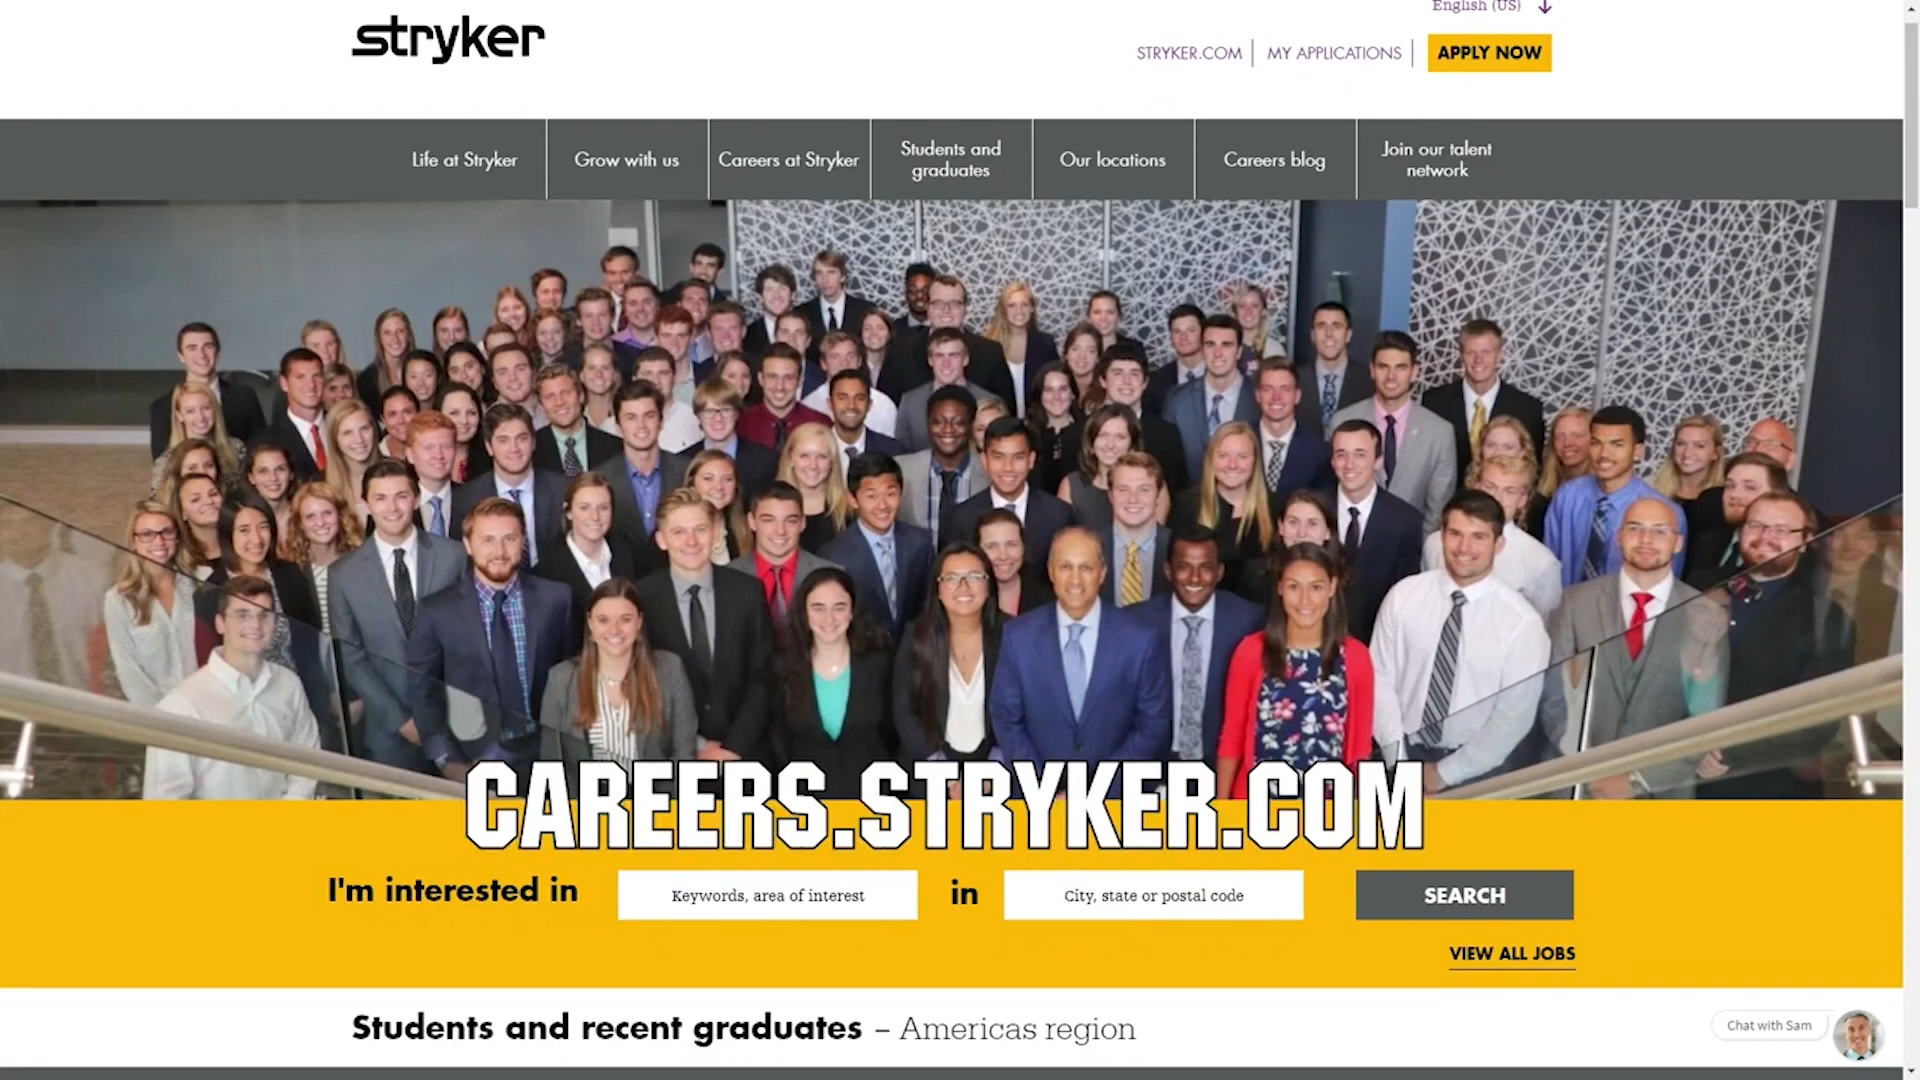 English (US)
stryker
STRYKER.COM
MY APPLICATIONS
APPLY NOW
Life at Stryker
Grow with us
Careers at Stryker
Students and
graduates
Our locations
Careers blog
Join our talent
network
CAREERS.STRYKER.COM
I'm interested in
Keywords, area of interest
in
City, state or postal code
SEARCH
VIEW ALL JOBS
Students and recent graduates – Americas region
Chat with Sam